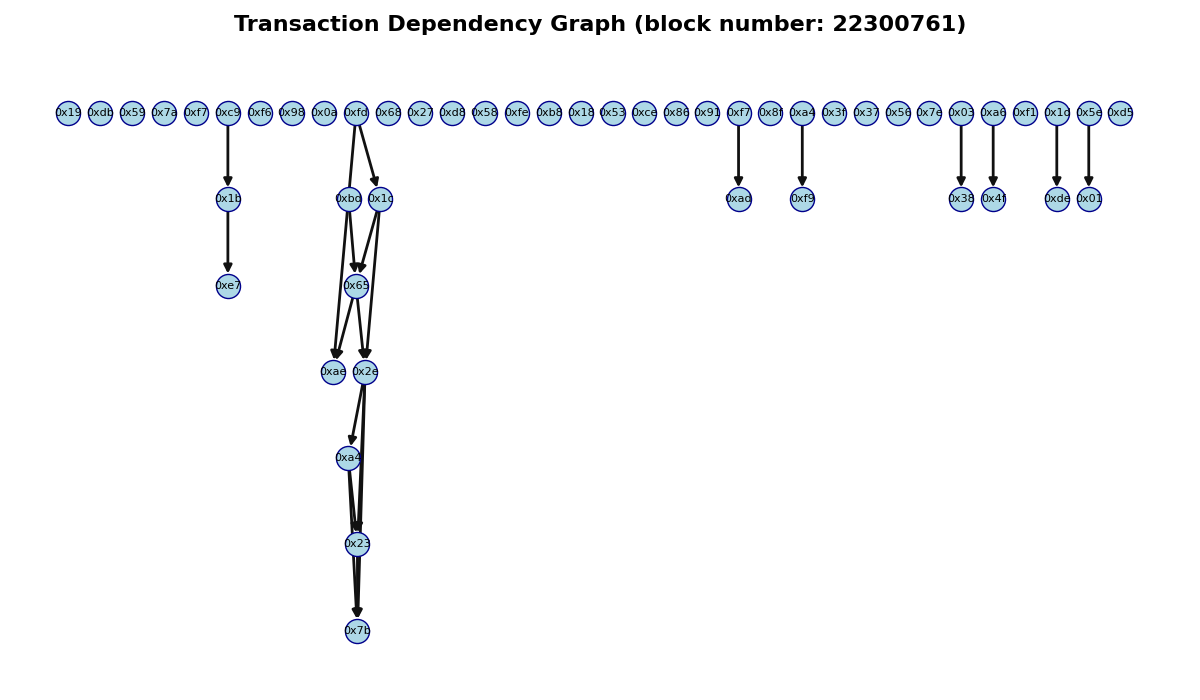 Transaction Dependency Graph (block number: 22300761)
0x19 0xdb 0x59 0x7a 0xf7 0xc9 0xf6 0x98 0x0a 0xfd 0x68 0x27 0xd8 0x58 0xfe 0xb8 0x18 0x53 0xce 0x86 0x91 0xf7 0x8f 0xa4 0x3f 0x37 0x56 0x7e 0x03 0xa6 0xf1 0x1d 0x5e 0xd5
0x1b 0xbd 0x1c 0xad 0xf9 0x38 0x4f 0xde 0x01
0xe7 0x65
0xae 0x2e
0xa4
0x23
0x7b